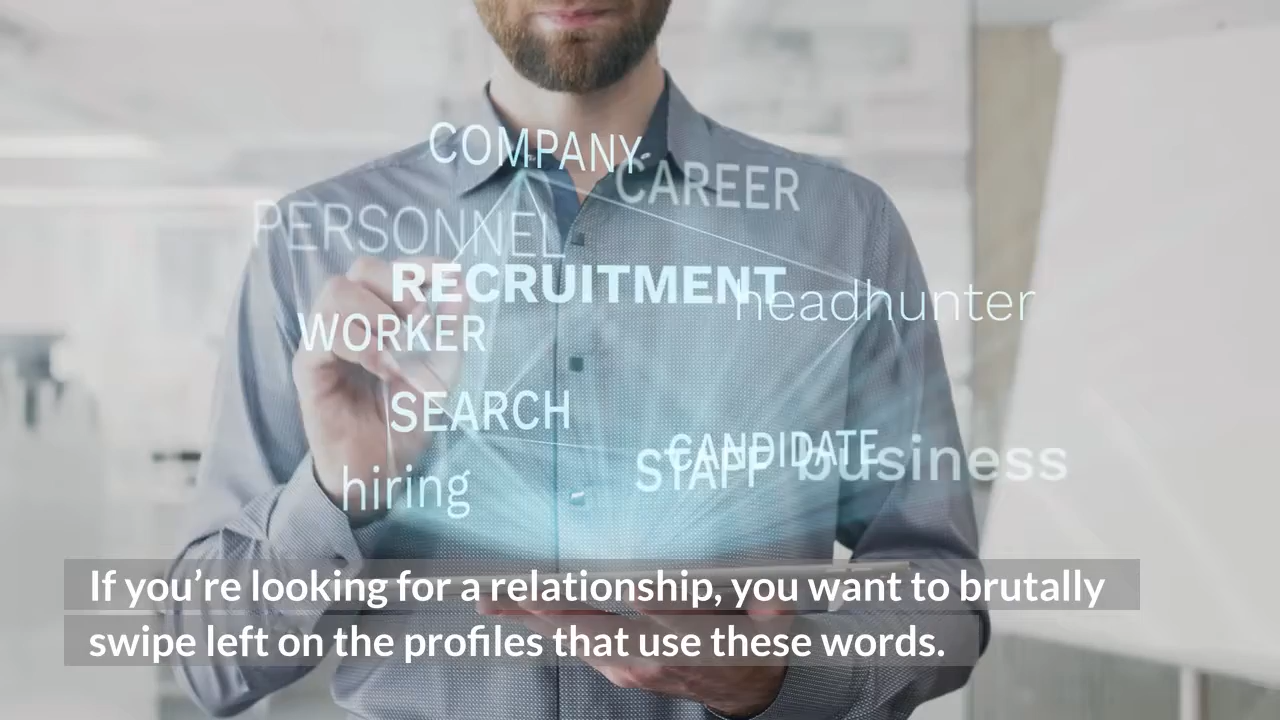 COMPANY
CAREER
PERSONNEL
RECRUITMENT
headhunter
WORKER
SEARCH
CANDIDATE
STAFF
business
hiring
If you’re looking for a relationship, you want to brutally
swipe left on the profiles that use these words.